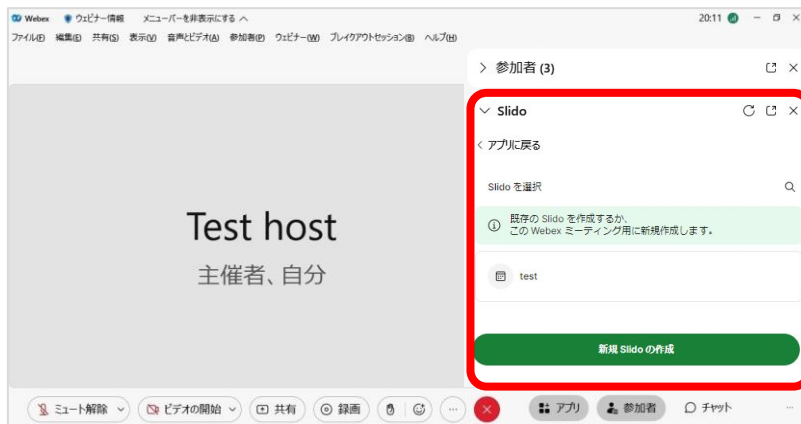 Webex ウェビナー情報 メニューバーを非表示にする 20:11
ファイル(F) 編集(E) 共有(S) 表示(V) 音声とビデオ(A) 参加者(P) ウェビナー(W) ブレイクアウトセッション(B) ヘルプ(H)
参加者 (3)
Slido
アプリに戻る
Slido を選択
既存の Slido を作成するか、
この Webex ミーティング用に新規作成します。
test
新規 Slido の作成
Test host
主催者、自分
ミュート解除 ビデオの開始 共有 録画 アプリ 参加者 チャット